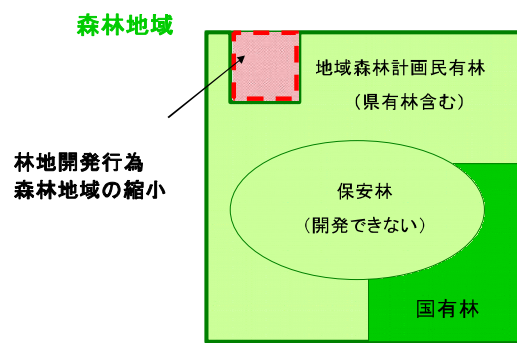 森林地域
地域森林計画民有林
（県有林含む）
林地開発行為
森林地域の縮小
保安林
（開発できない）
国有林